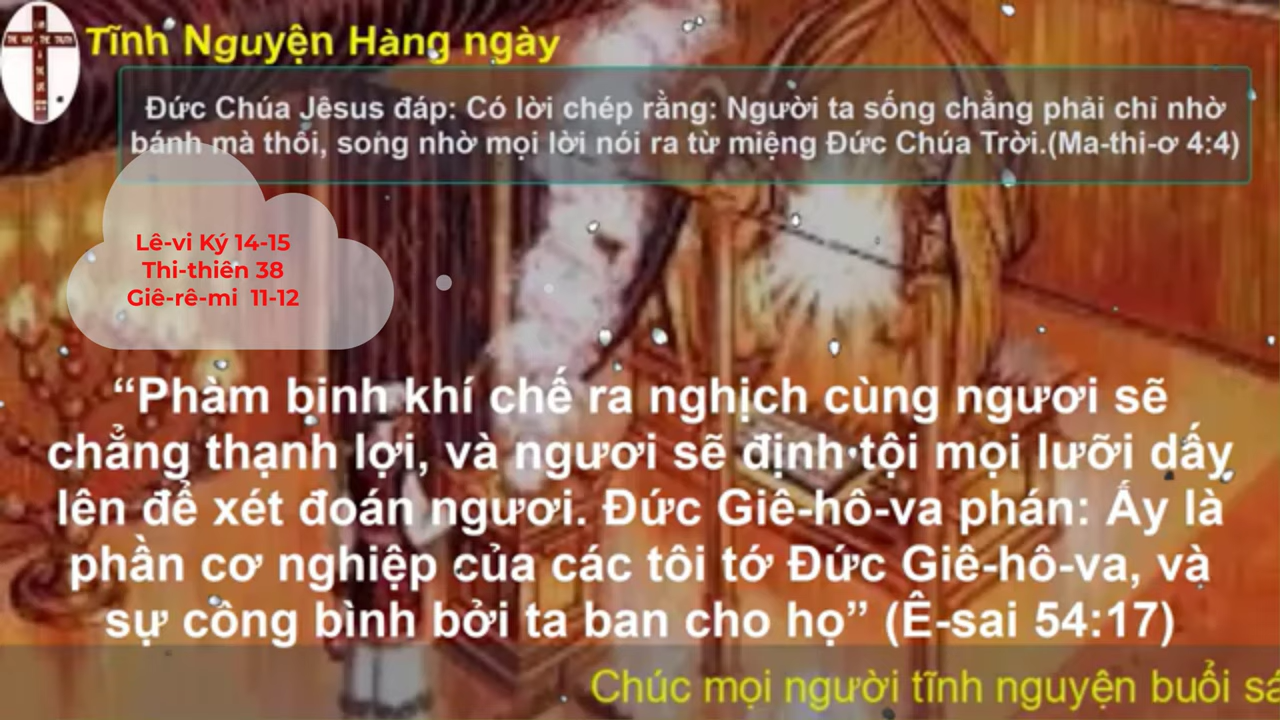 Tĩnh Nguyện Hàng ngày
Đức Chúa Jêsus đáp: Có lời chép rằng: Người ta sống chẳng phải chỉ nhờ
bánh mà thôi, song nhờ mọi lời nói ra từ miệng Đức Chúa Trời.(Ma-thi-ơ 4:4)
Lê-vi Ký 14-15
Thi-thiên 38
Giê-rê-mi 11-12
“Phàm binh khí chế ra nghịch cùng ngươi sẽ
chẳng thạnh lợi, và ngươi sẽ định tội mọi lưỡi dấy
lên để xét đoán ngươi. Đức Giê-hô-va phán: Ấy là
phần cơ nghiệp của các tôi tớ Đức Giê-hô-va, và
sự công bình bởi ta ban cho họ” (Ê-sai 54:17)
Chúc mọi người tĩnh nguyện buổi sá